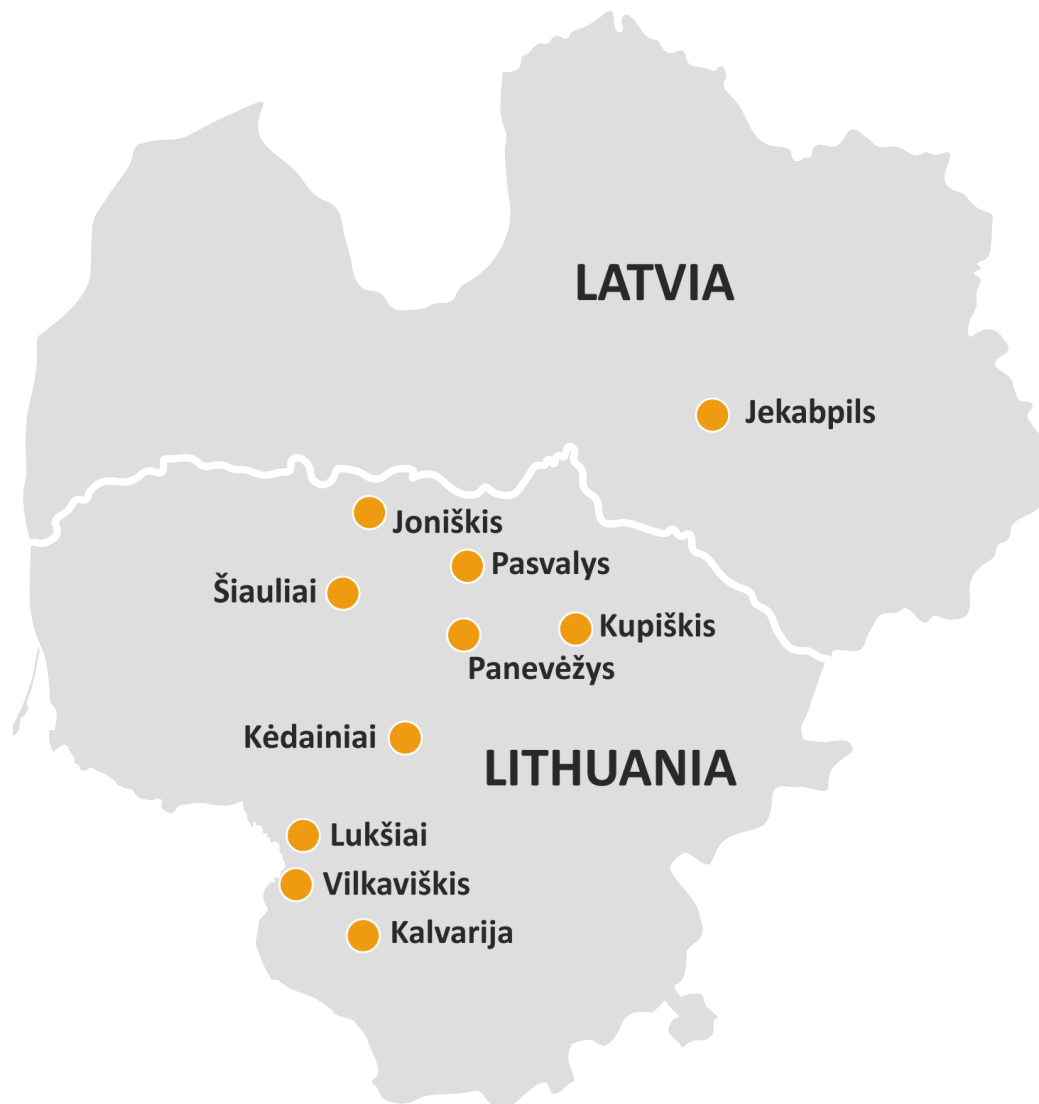 LATVIA
Jekabpils
Joniškis
Pasvalys
Šiauliai
Kupiškis
Panevėžys
Kėdainiai
LITHUANIA
Lukšiai
Vilkaviškis
Kalvarija